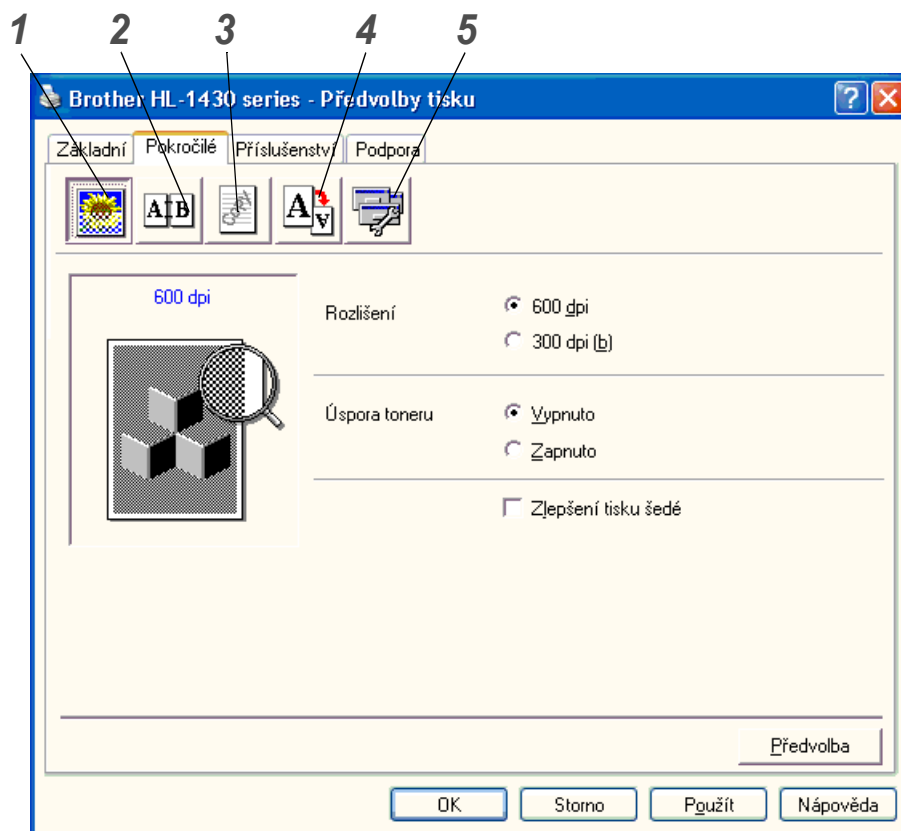 1 2 3 4 5
Brother HL-1430 series - Předvolby tisku
Základní Pokročilé Příslušenství Podpora
A B COPY A A
600 dpi
Rozlišení 600 dpi
300 dpi (b)
Úspora toneru Vypnuto
Zapnuto
Zlepšení tisku šedé
Předvolba
OK Storno Použít Nápověda